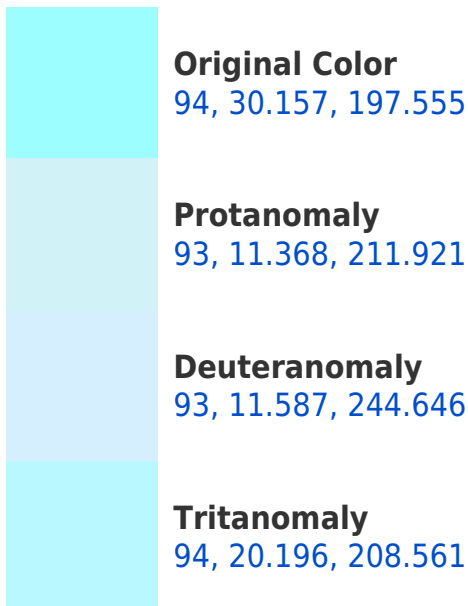 Original Color
94, 30.157, 197.555
Protanomaly
93, 11.368, 211.921
Deuteranomaly
93, 11.587, 244.646
Tritanomaly
94, 20.196, 208.561